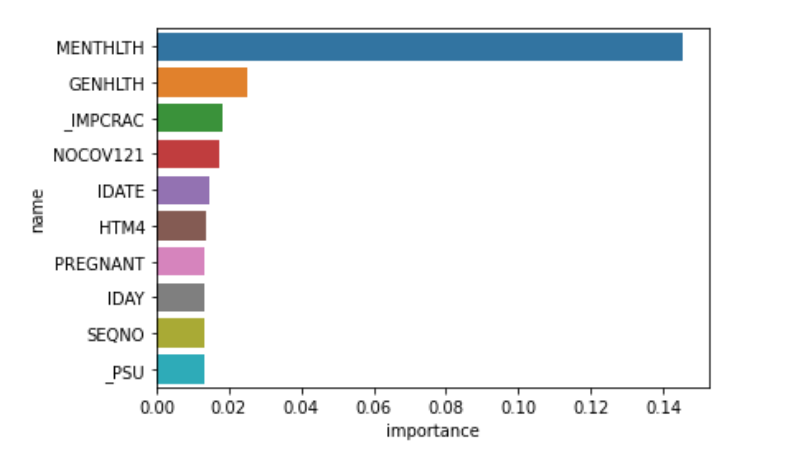 MENTHLTH
GENHLTH
_IMPCRAC
NOCOV121
IDATE
HTM4
PREGNANT
IDAY
SEQNO
_PSU
name
0.00 0.02 0.04 0.06 0.08 0.10 0.12 0.14
importance